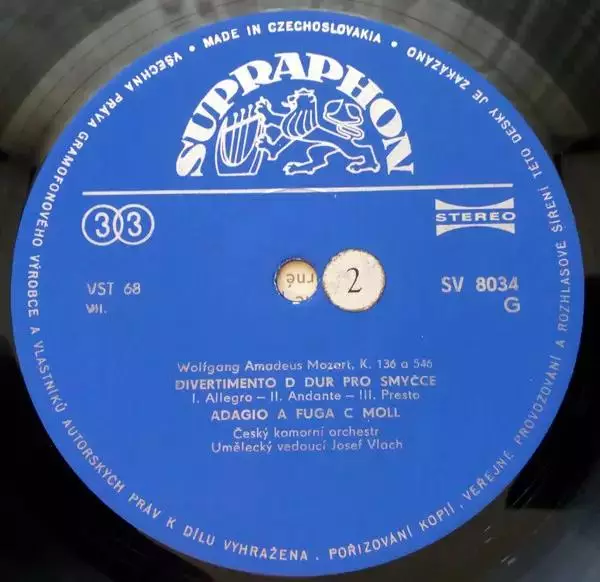 • MADE IN CZECHOSLOVAKIA •
VŠECHNA PRÁVA GRAMOFONOVÉHO VÝROBCE A VLASTNÍKŮ AUTORSKÝCH PRÁV K DÍLU VYHRAŽENA . POŘIZOVÁNÍ KOPIÍ, VEŘEJNÉ PROVOZOVÁNÍ A ROZHLASOVÉ ŠÍŘENÍ TÉTO DESKY JE ZAKÁZÁNO
SUPRAPHON
33
STEREO
VST 68
VII.
rné
2
SV 8034
G
Wolfgang Amadeus Mozart, K. 136 a 546
DIVERTIMENTO D DUR PRO SMYČCE
I. Allegro – II. Andante – III. Presto
ADAGIO A FUGA C MOLL
Český komorní orchestr
Umělecký vedoucí Josef Vlach